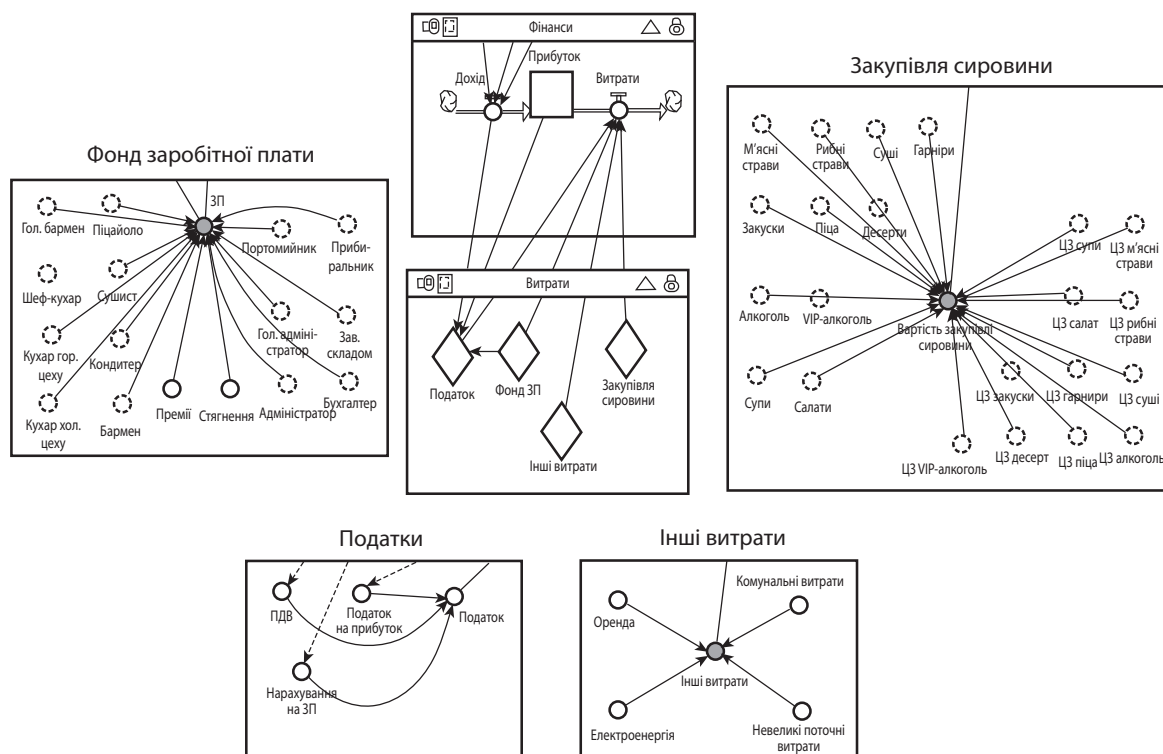 Фінанси
Дохід
Прибуток
Витрати
Фонд заробітної плати
ЗП
Гол. бармен
Піцайоло
Портомийник
Приби-
ральник
Шеф-кухар
Сушист
Гол. адміні-
стратор
Зав.
складом
Кухар гор.
цеху
Кондитер
Кухар хол.
цеху
Бармен
Премії
Стягнення
Адміністратор
Бухгалтер
Витрати
Податок
Фонд ЗП
Закупівля
сировини
Інші витрати
Закупівля сировини
М'ясні
страви
Рибні
страви
Суші
Гарніри
Закуски
Піца
Десерти
ЦЗ супи
ЦЗ м'ясні
страви
Алкоголь
VIP-алкоголь
Вартість закупівлі
сировини
ЦЗ салат
ЦЗ рибні
страви
Супи
Салати
ЦЗ закуски
ЦЗ гарнири
ЦЗ суші
ЦЗ VIP-алкоголь
ЦЗ десерт
ЦЗ піца
ЦЗ алкоголь
Податки
ПДВ
Податок
на прибуток
Податок
Нарахування
на ЗП
Інші витрати
Оренда
Комунальні витрати
Інші витрати
Електроенергія
Невеликі поточні
витрати